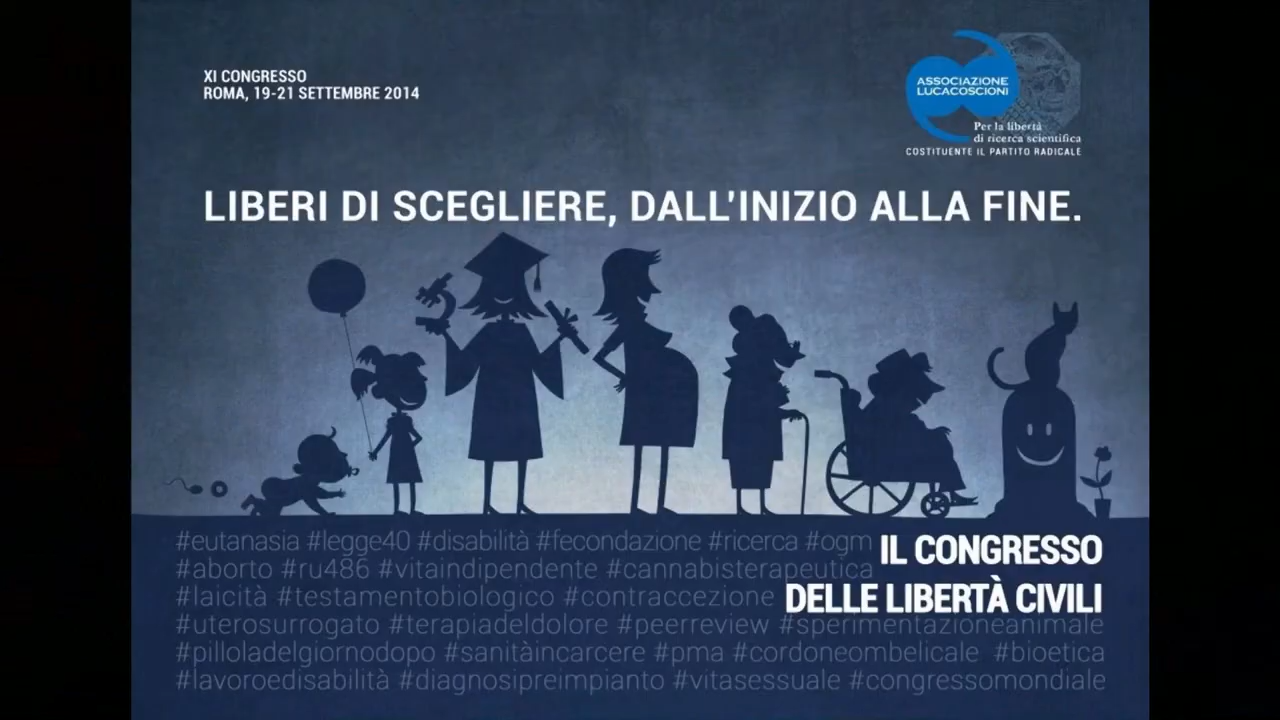 XI CONGRESSO
ROMA, 19-21 SETTEMBRE 2014
ASSOCIAZIONE
LUCACOSCIONI
Per la libertà
di ricerca scientifica
COSTITUENTE IL PARTITO RADICALE
LIBERI DI SCEGLIERE, DALL'INIZIO ALLA FINE.
#eutanasia #legge40 #disabilità #fecondazione #ricerca #ogm
#aborto #ru486 #vitaindipendente #cannabisterapeutica
#laicità #testamentobiologico #contraccezione
#uterosurrogato #terapiadeldolore #peerreview #sperimentazioneanimale
#pilloladelgiornodopo #sanitàincarcere #pma #cordoneombelicale #bioetica
#lavoroedisabilità #diagnosipreimpianto #vitasessuale #congressomondiale
IL CONGRESSO
DELLE LIBERTÀ CIVILI